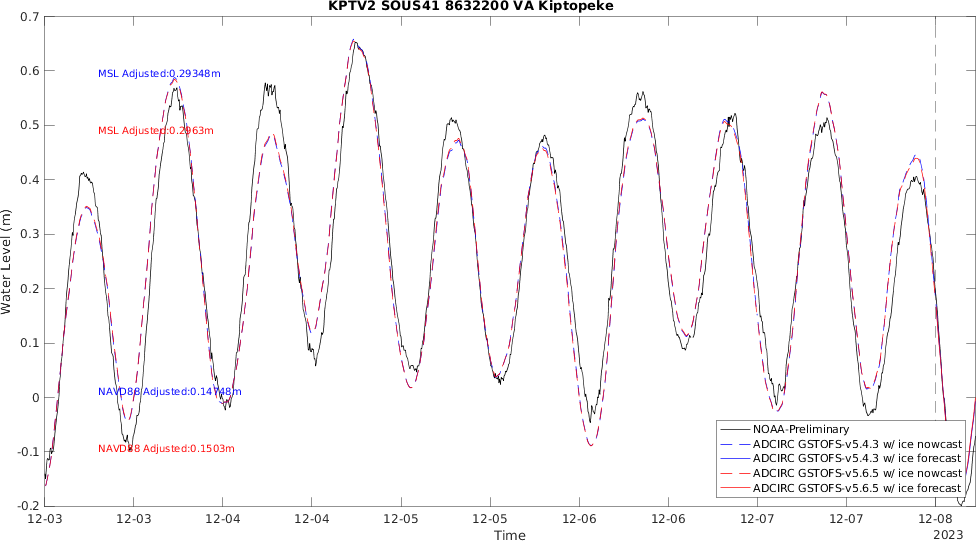 KPTV2 SOUS41 8632200 VA Kiptopeke
0.7
0.6
0.5
0.4
0.3
0.2
0.1
0
-0.1
-0.2
Water Level (m)
MSL Adjusted:0.29348m
MSL Adjusted:0.2963m
NAVD88 Adjusted:0.14748m
NAVD88 Adjusted:0.1503m
NOAA-Preliminary
ADCIRC GSTOFS-v5.4.3 w/ ice nowcast
ADCIRC GSTOFS-v5.4.3 w/ ice forecast
ADCIRC GSTOFS-v5.6.5 w/ ice nowcast
ADCIRC GSTOFS-v5.6.5 w/ ice forecast
12-03 12-03 12-04 12-04 12-05 12-05 12-06 12-06 12-07 12-07 12-08
2023
Time